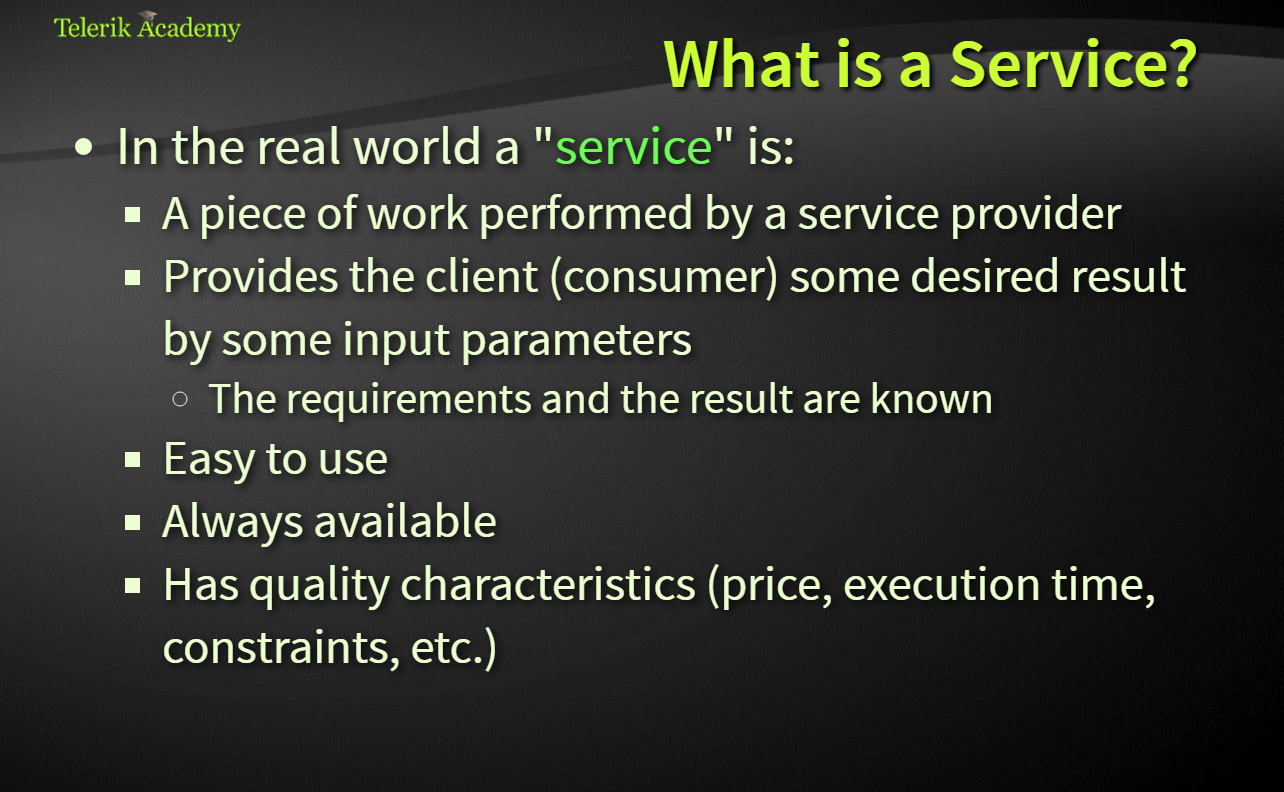 Telerik Academy
What is a Service?
In the real world a "service" is:
A piece of work performed by a service provider
Provides the client (consumer) some desired result
by some input parameters
The requirements and the result are known
Easy to use
Always available
Has quality characteristics (price, execution time,
constraints, etc.)